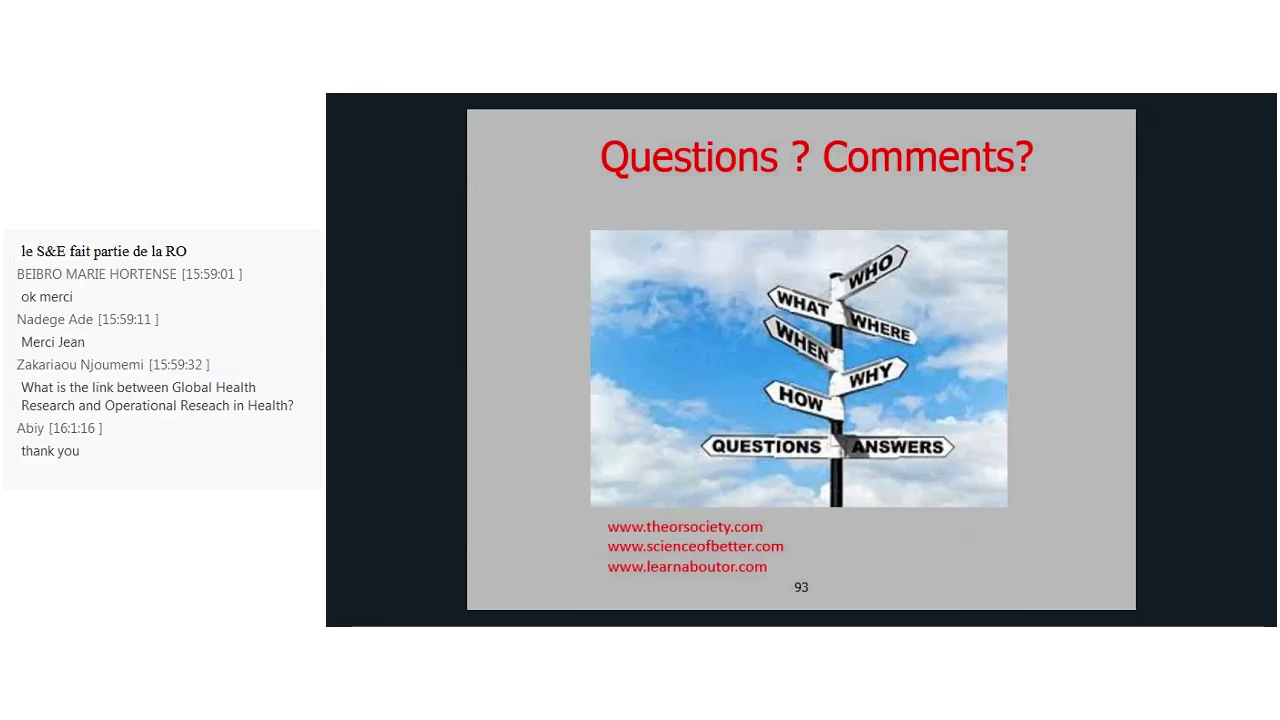 le S&E fait partie de la RO
BEIBRO MARIE HORTENSE [15:59:01 ]
ok merci
Nadege Ade [15:59:11 ]
Merci Jean
Zakariaou Njoumemi [15:59:32 ]
What is the link between Global Health
Research and Operational Reseach in Health?
Abiy [16:1:16 ]
thank you
Questions ? Comments?
WHO
WHAT
WHERE
WHEN
WHY
HOW
QUESTIONS
ANSWERS
www.theorsociety.com
www.scienceofbetter.com
www.learnaboutor.com
93